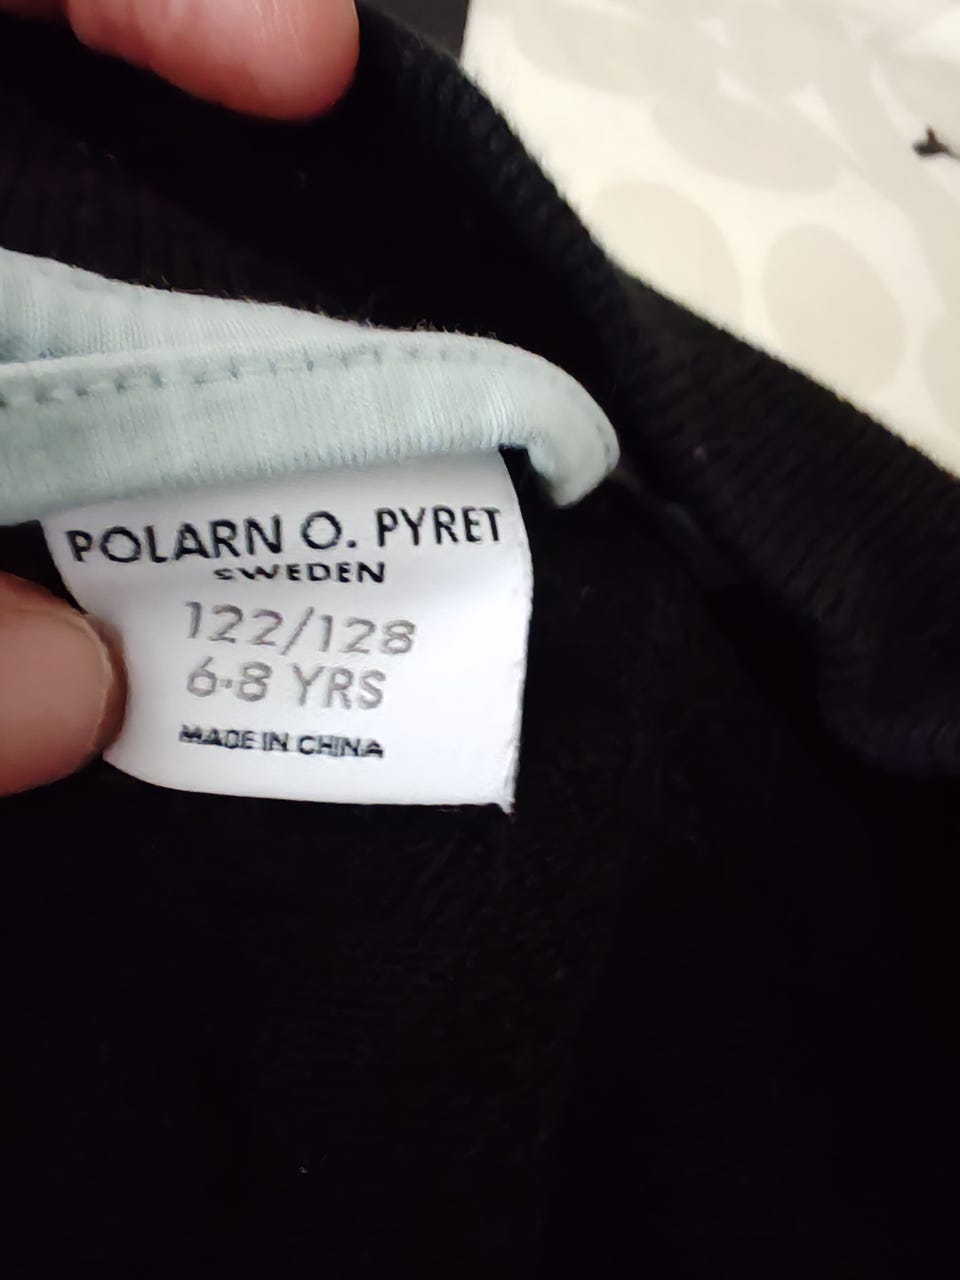 POLARN O. PYRET
SWEDEN
122/128
6-8 YRS
MADE IN CHINA